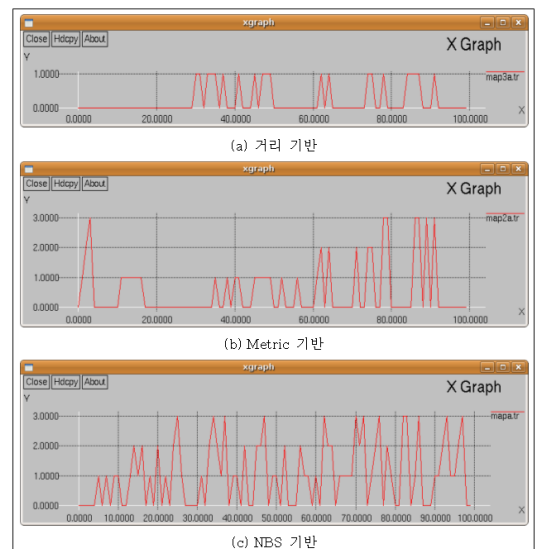 xgraph
Close Hdcpy About
X Graph
Y
map3a.tr
1.0000
0.0000
0.0000 20.0000 40.0000 60.0000 80.0000 100.0000
X
(a) 거리 기반
xgraph
Close Hdcpy About
X Graph
Y
3.0000
map2a.tr
2.0000
1.0000
0.0000
0.0000 20.0000 40.0000 60.0000 80.0000 100.0000
X
(b) Metric 기반
xgraph
Close Hdcpy About
X Graph
Y
3.0000
mapa.tr
2.0000
1.0000
0.0000
0.0000 10.0000 20.0000 30.0000 40.0000 50.0000 60.0000 70.0000 80.0000 90.0000 100.0000
X
(c) NBS 기반